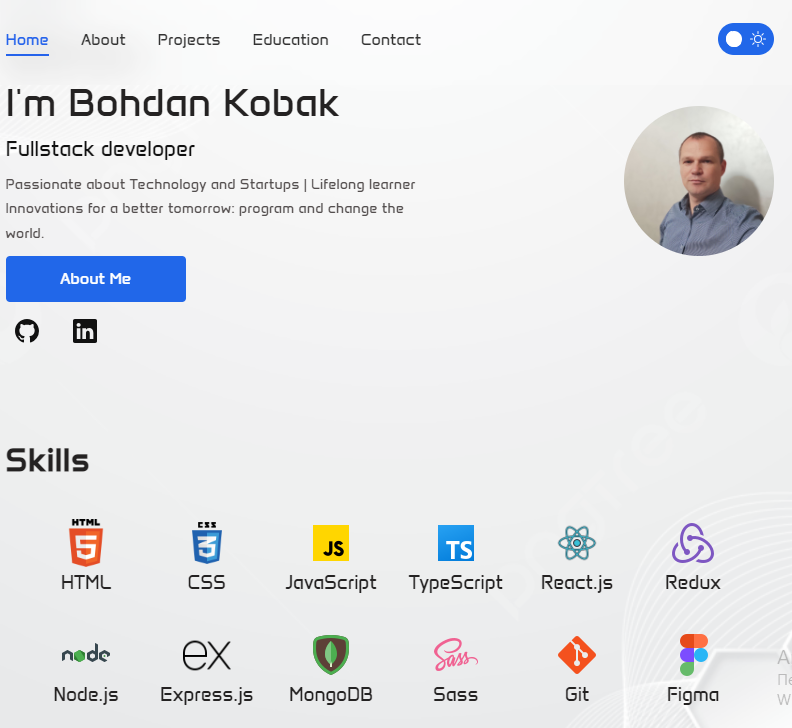 Home About Projects Education Contact
I'm Bohdan Kobak
Fullstack developer
Passionate about Technology and Startups | Lifelong learner
Innovations for a better tomorrow: program and change the
world.
About Me
in
Skills
HTML
5
CSS
3
JS
TS
HTML CSS JavaScript TypeScript React.js Redux
node
ex
Sass
Node.js Express.js MongoDB Sass Git Figma